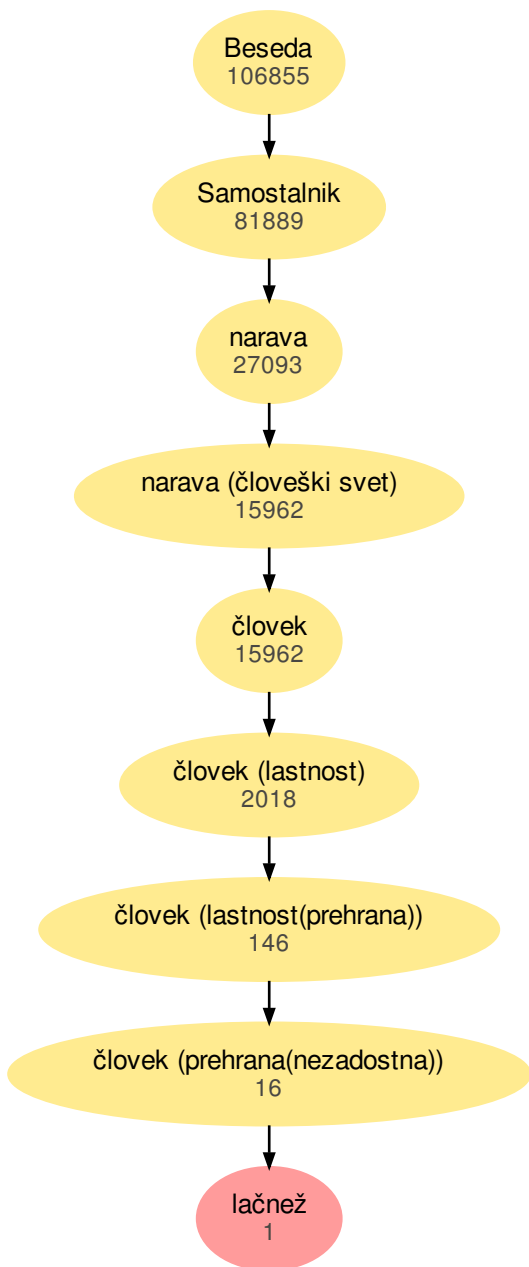 Beseda
106855
Samostalnik
81889
narava
27093
narava (človeški svet)
15962
človek
15962
človek (lastnost)
2018
človek (lastnost(prehrana))
146
človek (prehrana(nezadostna))
16
lačnež
1